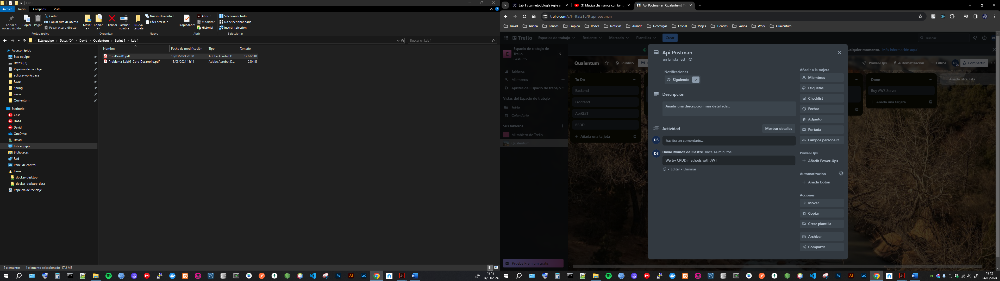 Lab 1
Archivo Inicio Compartir Vista
Anclar al Acceso rápido
Copiar
Pegar
Cortar
Copiar ruta de acceso
Pegar acceso directo
Portapapeles
Mover a
Copiar a
Eliminar
Cambiar nombre
Organizar
Nueva carpeta
Nuevo elemento
Fácil acceso
Nuevo
Propiedades
Abrir
Modificar
Historial
Abrir
Seleccionar todo
No seleccionar nada
Invertir selección
Seleccionar
Este equipo › Datos (D:) › David › Qualentum › Sprint 1 › Lab 1
Buscar en Lab 1
Acceso rápido
Este equipo
Datos (D:)
Papelera de reciclaje
eclipse-workspace
React
Spring
www
Qualentum
Escritorio
Casa
DAM
David
OneDrive
David
Este equipo
Bibliotecas
Red
Panel de control
Linux
docker-desktop
docker-desktop-data
Papelera de reciclaje
Nombre Fecha de modificación Tipo Tamaño
CoreDes-01.pdf 13/03/2024 20:08 Adobe Acrobat D... 17.672 KB
Problema_Lab01_Core-Desarrollo.pdf 13/03/2024 18:14 Adobe Acrobat D... 230 KB
2 elementos 1 elemento seleccionado 17,2 MB
19:12
14/03/2024
Lab 1 : La metodología Agile en
(1) Musica chamánica con tamb
Api Postman en Qualentum | Tr
trello.com/c/HHt5fZT0/8-api-postman
David Ariana Bancos Empleo Redes Noticias Aranda Descargas Oficial Viajes Tiendas Varios Work Qualentum
Trello Espacios de trabajo Reciente Marcado Plantillas Crear Buscar DS
E
Espacio de trabajo de Trello
Gratuito
Tableros
Miembros
Ajustes del Espacio de trabajo
Vistas del Espacio de trabajo
Tabla
Calendario
Sus tableros
Mi tablero de Trello
Qualentum
Pruebe Premium gratis
ualquier momento. Más información aquí
Qualentum Público
Power-Ups Automatización Filtros DS Compartir
To Do
Backend
Frontend
ApiREST
BBDD
Añada una tarjeta
Done
Buy AWS Server
Añada una tarjeta
Añada otra lista
Api Postman
en la lista Test
Notificaciones
Siguiendo
Descripción
Añadir una descripción más detallada...
Actividad
Mostrar detalles
DS
Escriba un comentario...
DS
David Muñoz del Sastre hace 14 minutos
We try CRUD methods with JWT
• Editar • Eliminar
Añadir a la tarjeta
Miembros
Etiquetas
Checklist
Fechas
Adjunto
Portada
Campos personaliz...
Power-Ups
Añadir Power-Ups
Automatización
Añadir botón
Acciones
Mover
Copiar
Crear plantilla
Archivar
Compartir
19:12
14/03/2024